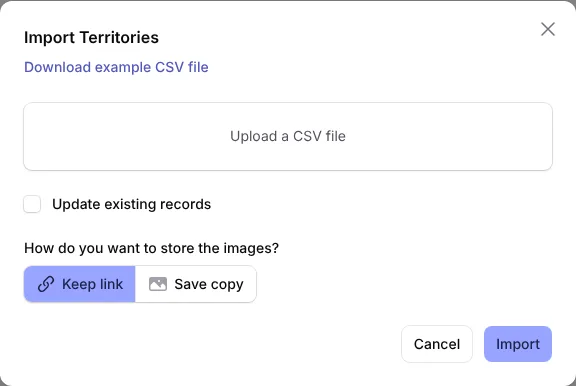 Import Territories
Download example CSV file
Upload a CSV file
Update existing records
How do you want to store the images?
Keep link
Save copy
Cancel
Import